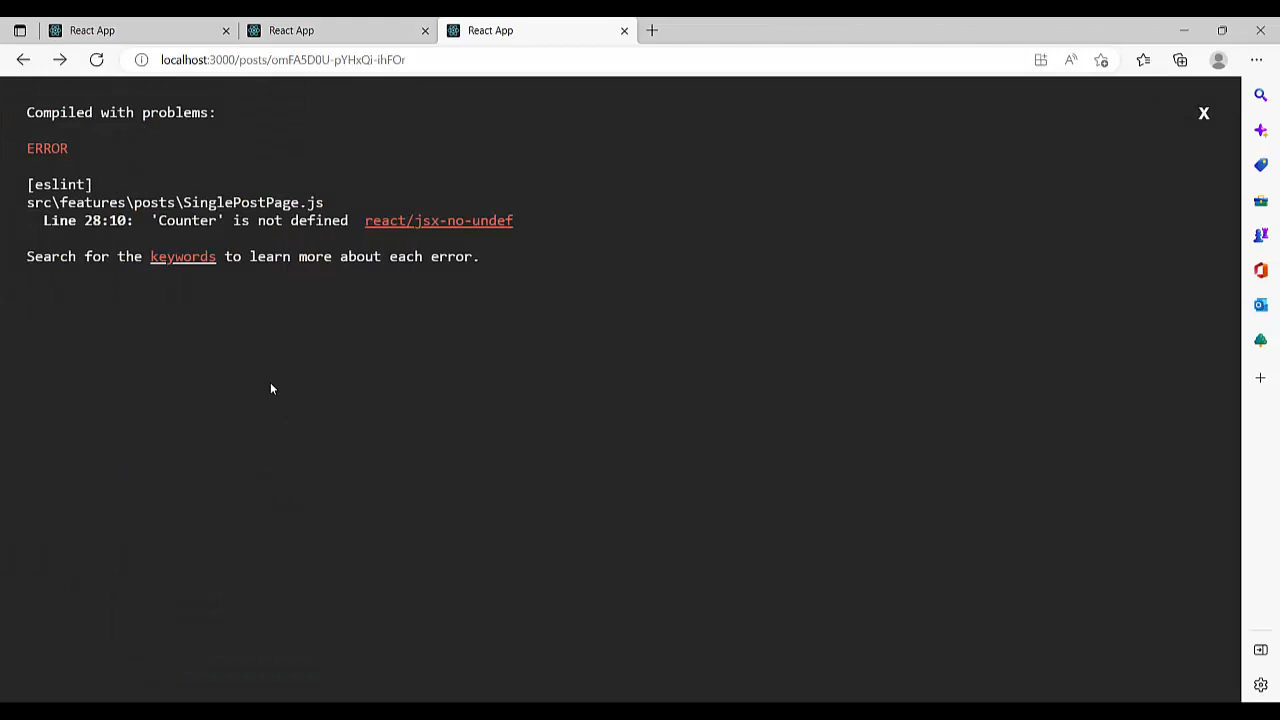 React App
React App
React App
localhost:3000/posts/omFA5D0U-pYHxQi-ihFOr
Compiled with problems:
X
ERROR
[eslint]
src\features\posts\SinglePostPage.js
Line 28:10: 'Counter' is not defined react/jsx-no-undef
Search for the keywords to learn more about each error.